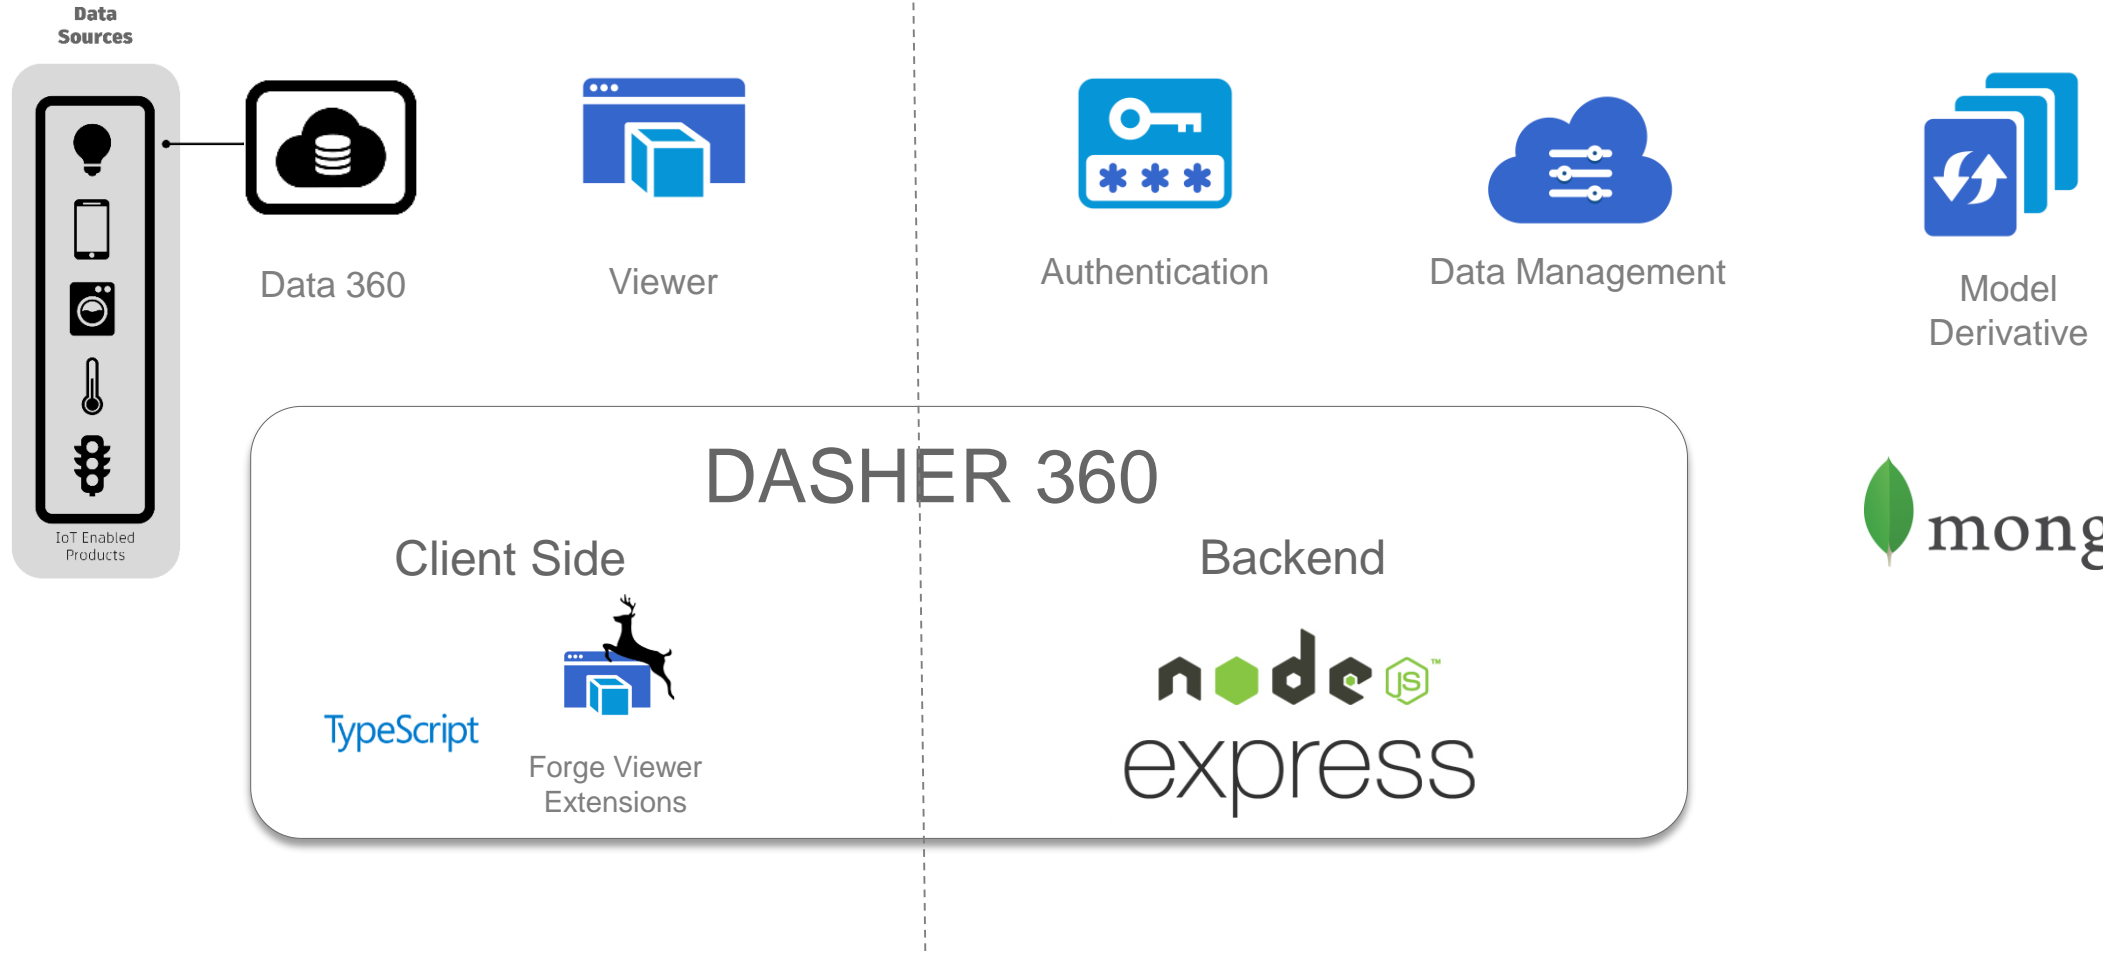 Data
Sources
IoT Enabled
Products
Data 360
Viewer
Authentication
Data Management
Model
Derivative
DASHER 360
Client Side
Backend
TypeScript
Forge Viewer
Extensions
node JS™
express
mong